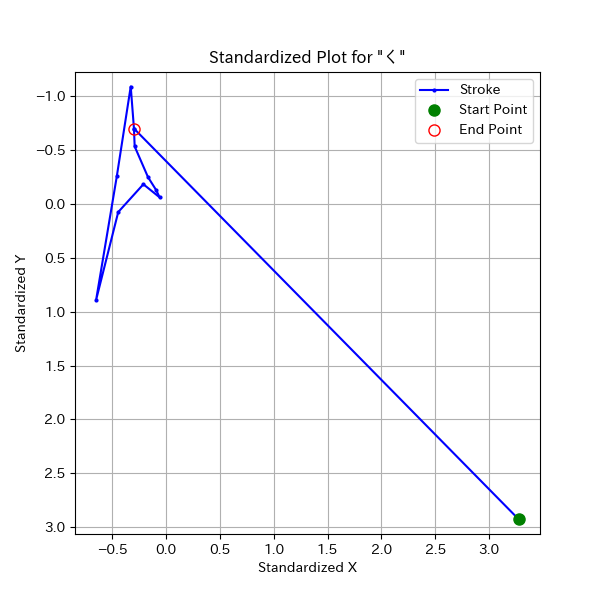 Standardized Plot for "く"
Stroke
Start Point
End Point
Standardized Y
−1.0
−0.5
0.0
0.5
1.0
1.5
2.0
2.5
3.0
−0.5 0.0 0.5 1.0 1.5 2.0 2.5 3.0
Standardized X